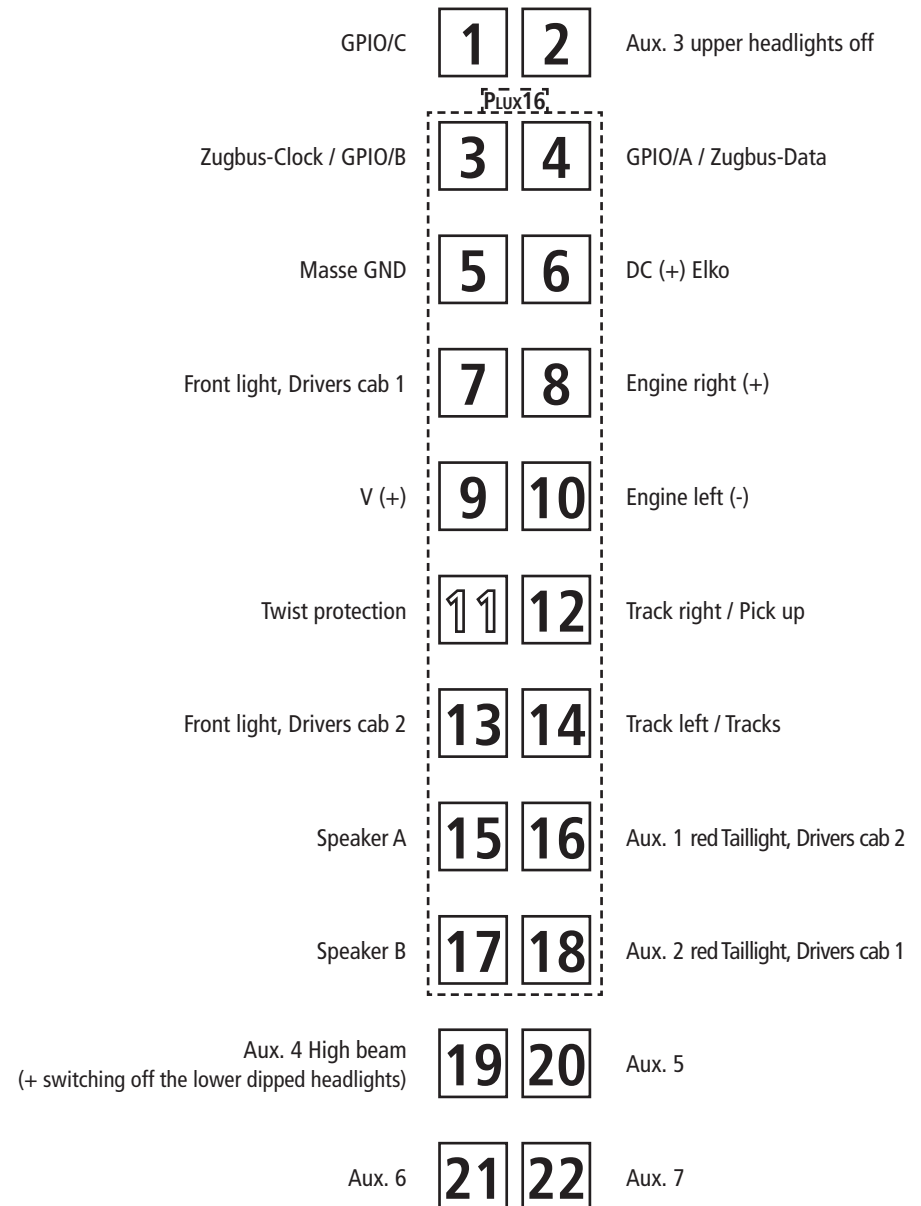 GPIO/C 1 2 Aux. 3 upper headlights off
PLUX16
Zugbus-Clock / GPIO/B 3 4 GPIO/A / Zugbus-Data
Masse GND 5 6 DC (+) Elko
Front light, Drivers cab 1 7 8 Engine right (+)
V (+) 9 10 Engine left (-)
Twist protection 11 12 Track right / Pick up
Front light, Drivers cab 2 13 14 Track left / Tracks
Speaker A 15 16 Aux. 1 red Taillight, Drivers cab 2
Speaker B 17 18 Aux. 2 red Taillight, Drivers cab 1
Aux. 4 High beam
(+ switching off the lower dipped headlights) 19 20 Aux. 5
Aux. 6 21 22 Aux. 7